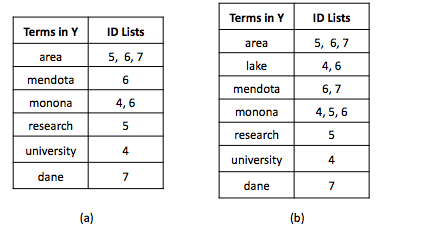 Terms in Y ID Lists
area 5, 6, 7
mendota 6
monona 4, 6
research 5
university 4
dane 7
(a)
Terms in Y ID Lists
area 5, 6, 7
lake 4, 6
mendota 6, 7
monona 4, 5, 6
research 5
university 4
dane 7
(b)